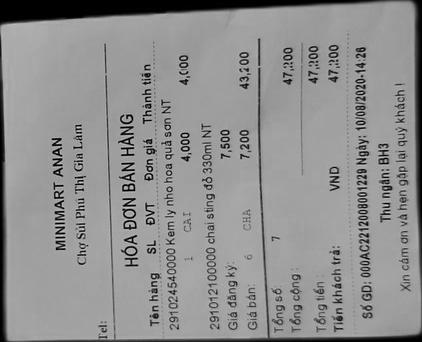 MINIMART ANAN
Chợ Sủi Phú Thị Gia Lâm
Tel:
HÓA ĐƠN BÁN HÀNG
Tên hàng SL ĐVT Đơn giá Thành tiền
291024540000 Kem ly nho hoa quả sơn NT
1 CAI 4,000 4,000
291012100000 chai sting đỏ 330ml NT
Giá đăng ký: 7,500
Giá bán: 6 CHA 7,200 43,200
Tổng số 7
Tổng cộng : 47,200
Tổng tiền : 47,200
Tiền khách trả: VND 47,200
Số GD: 000AC2212008001229 Ngày: 10/08/2020-14:26
Thu ngân: BH3
Xin cảm ơn và hẹn gặp lại quý khách !